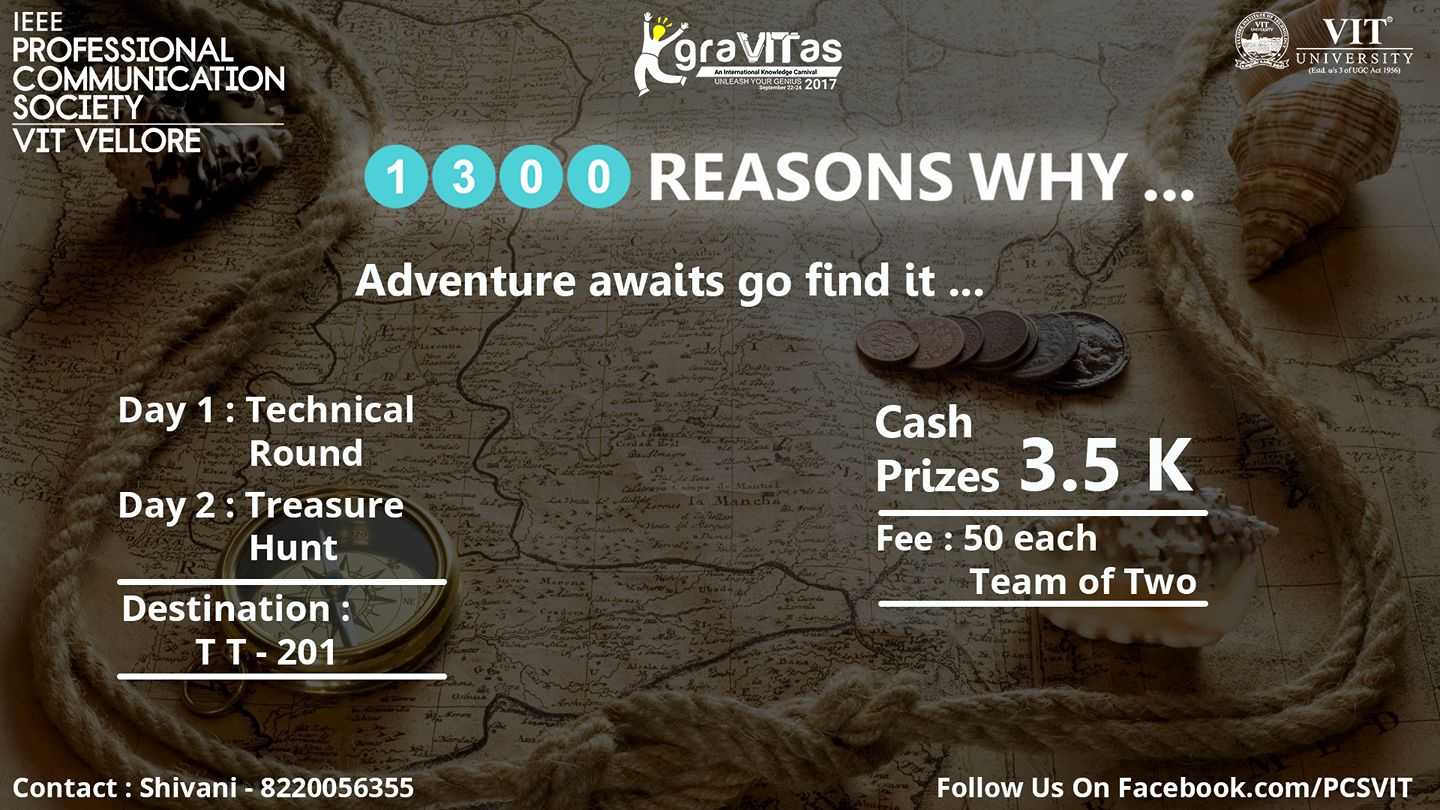 IEEE
PROFESSIONAL
COMMUNICATION
SOCIETY
VIT VELLORE
graVITas
An International Knowledge Carnival
UNLEASH YOUR GENIUS
September 22-24 2017
VIT®
UNIVERSITY
(Estd. u/s 3 of UGC Act 1956)
1300 REASONS WHY ...
Adventure awaits go find it ...
Day 1 : Technical
Round
Day 2 : Treasure
Hunt
Destination :
T T - 201
Cash
Prizes 3.5 K
Fee : 50 each
Team of Two
la Mancha
Contact : Shivani - 8220056355
Follow Us On Facebook.com/PCSVIT